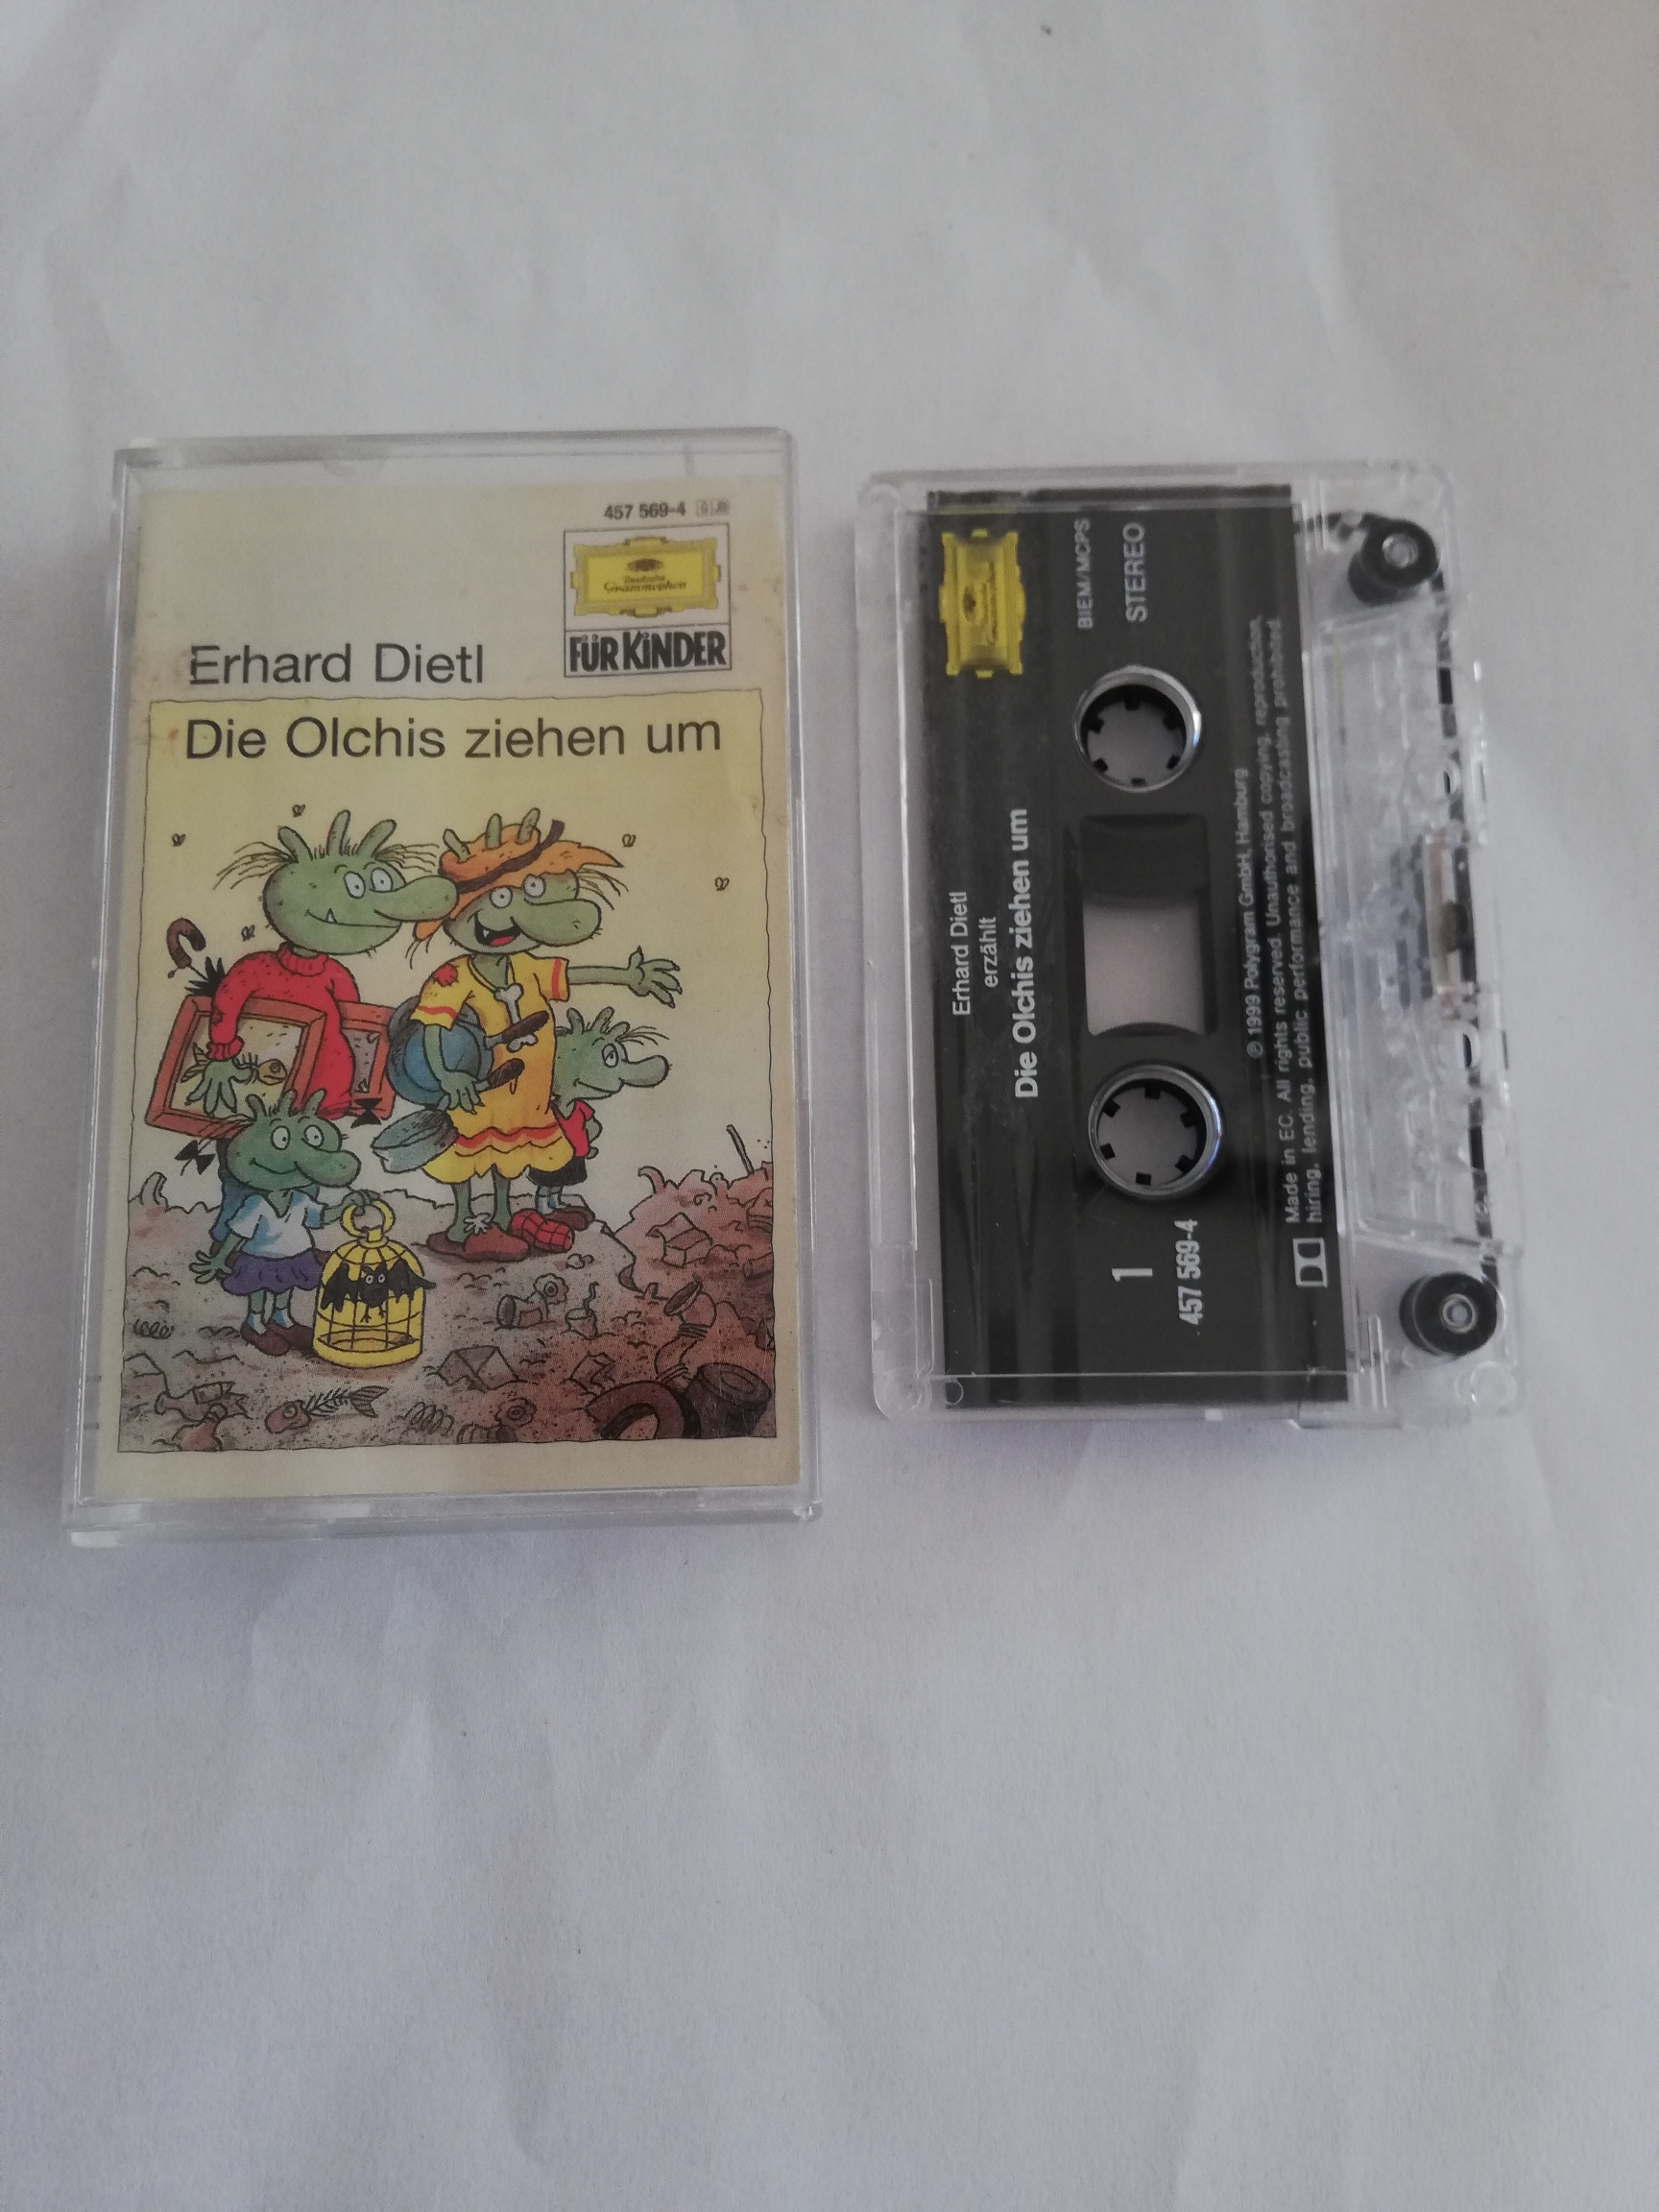 457 569-4 GIJB
Deutsche
Grammophon
FÜR KiNDER
Erhard Dietl
Die Olchis ziehen um
BIEM/MCPS
STEREO
Erhard Dietl
erzählt
Die Olchis ziehen um
1
457 569-4
℗ 1999 Polygram GmbH, Hamburg
Made in EC. All rights reserved. Unauthorised copying, reproduction,
hiring, lending, public performance and broadcasting prohibited.